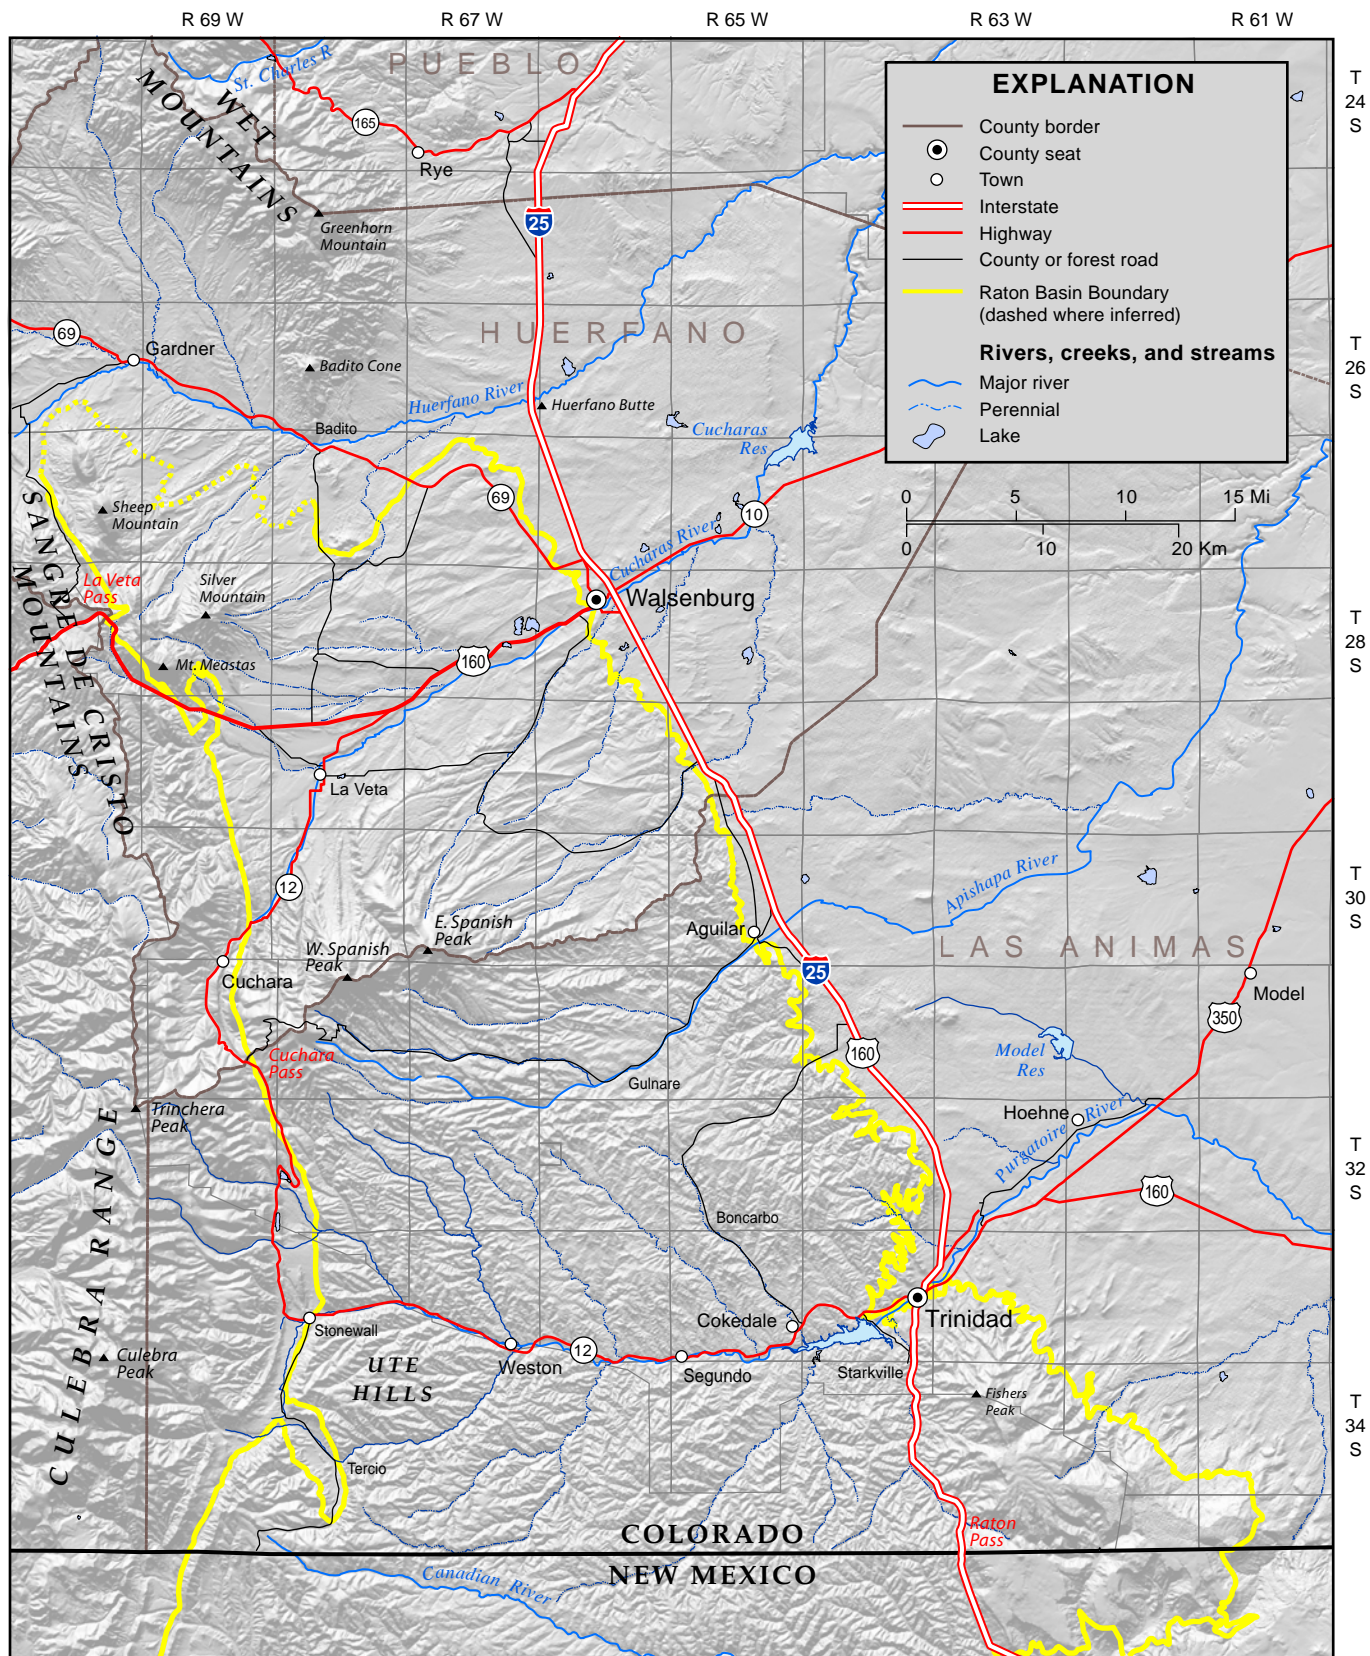 R 69 W
R 67 W
R 65 W
R 63 W
R 61 W
T
24
S
T
26
S
T
28
S
T
30
S
T
32
S
T
34
S
EXPLANATION
County border
County seat
Town
Interstate
Highway
County or forest road
Raton Basin Boundary
(dashed where inferred)
Rivers, creeks, and streams
Major river
Perennial
Lake
0 5 10 15 Mi
0 10 20 Km
PUEBLO
St. Charles R
WET
MOUNTAINS
165
Rye
Greenhorn
Mountain
25
HUERFANO
69
Gardner
Badito Cone
Huerfano River
Huerfano Butte
Badito
Cucharas
Res
69
10
Sheep
Mountain
SANGRE DE CRISTO
MOUNTAINS
La Veta
Pass
Silver
Mountain
Cucharas River
Walsenburg
160
Mt. Meastas
La Veta
12
Apishapa River
E. Spanish
Peak
W. Spanish
Peak
Aguilar
LAS ANIMAS
25
Cuchara
Model
350
Cuchara
Pass
160
Model
Res
Gulnare
Trinchera
Peak
Hoehne
Purgatoire River
CULEBRA RANGE
160
Boncarbo
Cokedale
Trinidad
Stonewall
Culebra
Peak
UTE
HILLS
Weston
12
Segundo
Starkville
Fishers
Peak
Tercio
Raton
Pass
COLORADO
NEW MEXICO
Canadian River